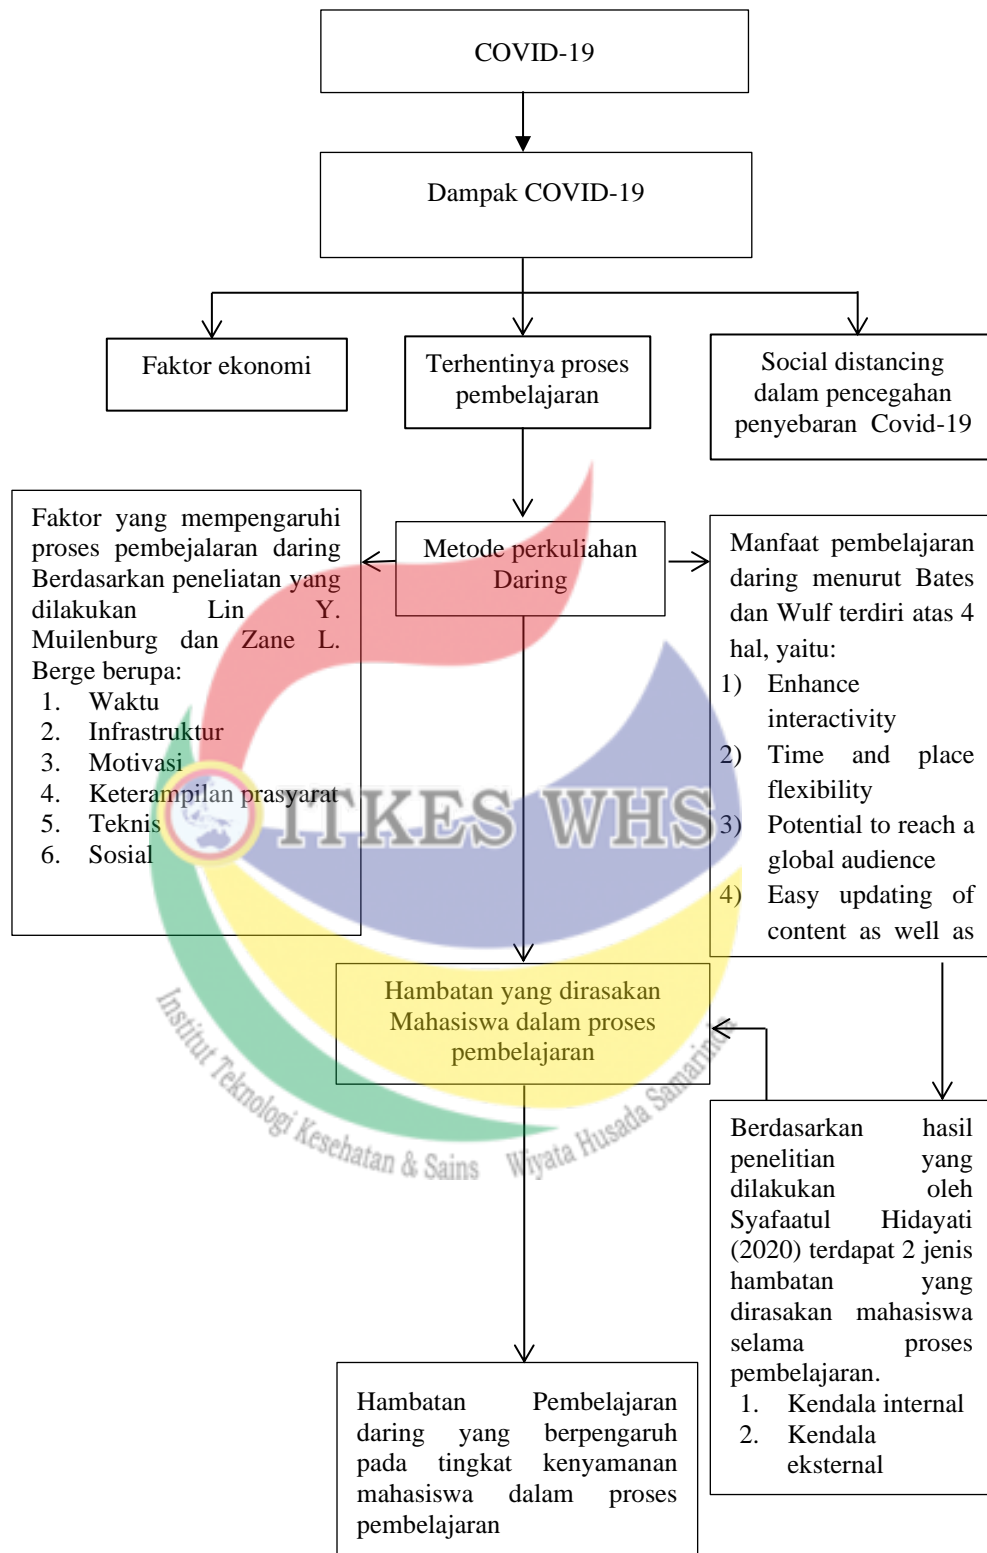 COVID-19
Dampak COVID-19
Faktor ekonomi
Terhentinya proses
pembelajaran
Social distancing
dalam pencegahan
penyebaran Covid-19
Faktor yang mempengaruhi
proses pembejalaran daring
Berdasarkan peneliatan yang
dilakukan Lin Y.
Muilenburg dan Zane L.
Berge berupa:
1. Waktu
2. Infrastruktur
3. Motivasi
4. Keterampilan prasyarat
5. Teknis
6. Sosial
Metode perkuliahan
Daring
Manfaat pembelajaran
daring menurut Bates
dan Wulf terdiri atas 4
hal, yaitu:
1) Enhance
interactivity
2) Time and place
flexibility
3) Potential to reach a
global audience
4) Easy updating of
content as well as
ITKES WHS
Hambatan yang dirasakan
Mahasiswa dalam proses
pembelajaran
Institut Teknologi Kesehatan & Sains Wiyata Husada Samarinda
Berdasarkan hasil
penelitian yang
dilakukan oleh
Syafaatul Hidayati
(2020) terdapat 2 jenis
hambatan yang
dirasakan mahasiswa
selama proses
pembelajaran.
1. Kendala internal
2. Kendala
eksternal
Hambatan Pembelajaran
daring yang berpengaruh
pada tingkat kenyamanan
mahasiswa dalam proses
pembelajaran